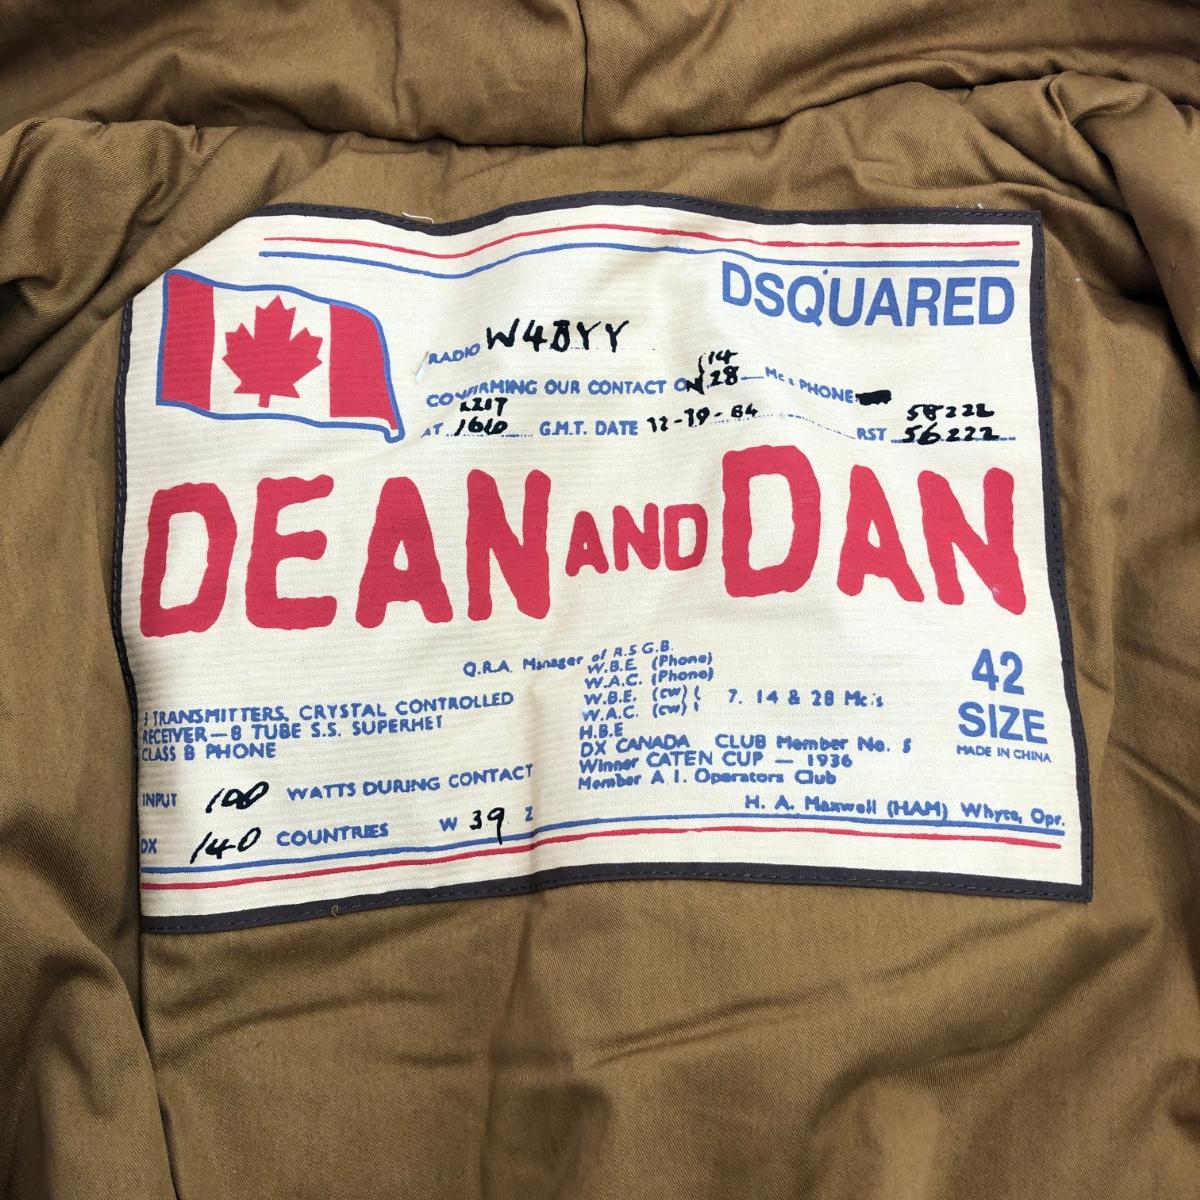 DSQUARED
RADIO W4BYY
CONFIRMING OUR CONTACT ON 14 28 Mc: PHONE
1217
AT 1610 G.M.T. DATE 12-19-84 RST 58222 56222
DEAN AND DAN
Q.R.A. Manager of R.S G.B.
W.B.E. (Phone)
W.A.C. (Phone)
W.B.E. (cw) ( 7. 14 & 28 Mc's
W.A.C. (cw) (
H.B.E
DX CANADA CLUB Member No. 5
Winner CATEN CUP — 1936
Member A I. Operators Club
H. A. Maxwell (HAM) Whyte, Opr.
TRANSMITTERS, CRYSTAL CONTROLLED
RECEIVER—8 TUBE S.S. SUPERHET
CLASS B PHONE
INPUT 100 WATTS DURING CONTACT
DX 140 COUNTRIES W 39 Z
42
SIZE
MADE IN CHINA